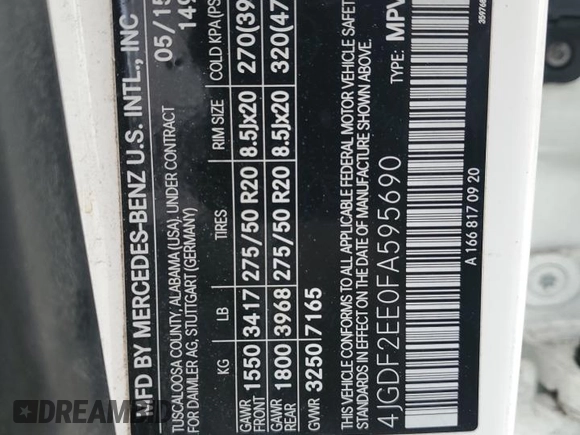 MFD BY MERCEDES-BENZ U.S. INTL., INC
TUSCALOOSA COUNTY, ALABAMA (USA), UNDER CONTRACT
FOR DAIMLER AG, STUTTGART (GERMANY)
05/15
149
KG LB TIRES RIM SIZE COLD KPA(PS
GAWR FRONT 1550 3417 275/50 R20 8.5Jx20 270(39
GAWR REAR 1800 3968 275/50 R20 8.5Jx20 320(47
GVWR 3250 7165
THIS VEHICLE CONFORMS TO ALL APPLICABLE FEDERAL MOTOR VEHICLE SAFETY
STANDARDS IN EFFECT ON THE DATE OF MANUFACTURE SHOWN ABOVE.
4JGDF2EE0FA595690 TYPE: MPV
A 166 817 09 20
DREAMBID